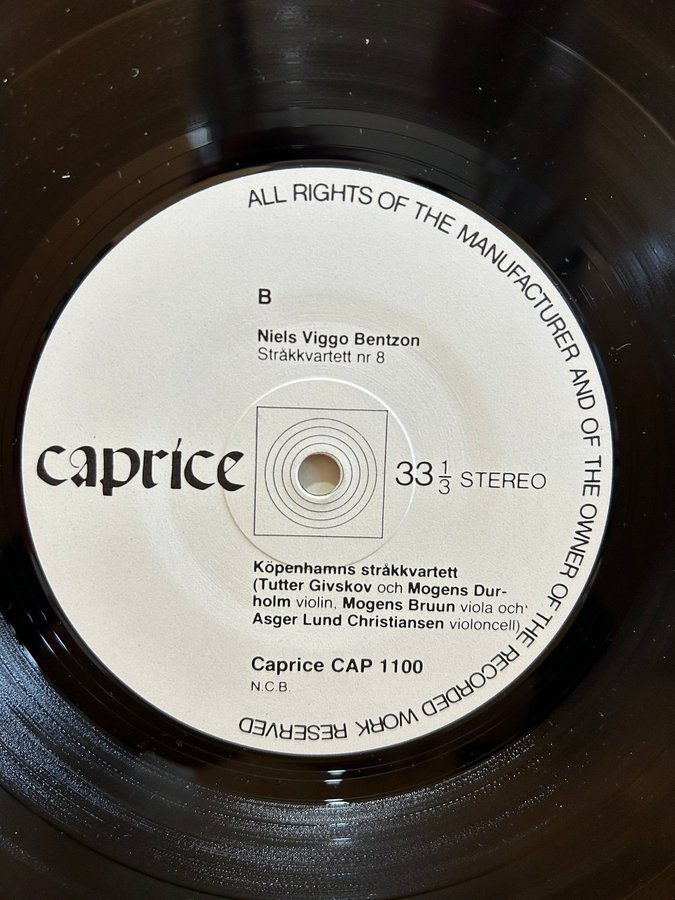 ALL RIGHTS OF THE MANUFACTURER AND OF THE OWNER OF THE RECORDED WORK RESERVED
B
Niels Viggo Bentzon
Stråkkvartett nr 8
caprice
33 1/3 STEREO
Köpenhamns stråkkvartett
(Tutter Givskov och Mogens Dur-
holm violin, Mogens Bruun viola och
Asger Lund Christiansen violoncell)
Caprice CAP 1100
N.C.B.